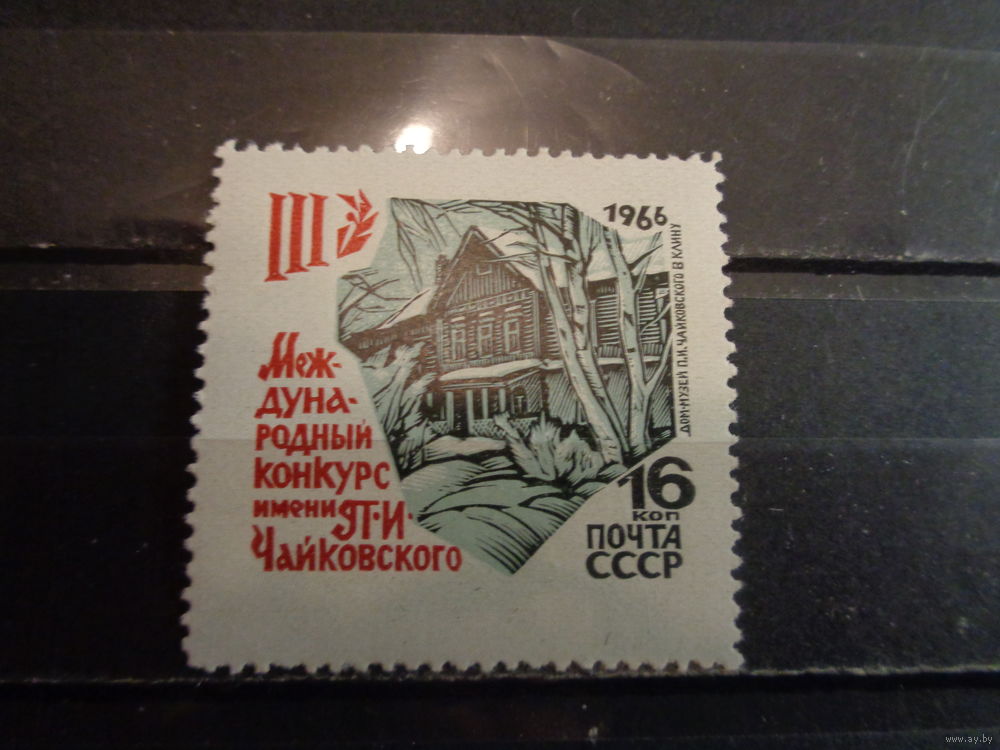 III
1966
ДОМ-МУЗЕЙ П.И. ЧАЙКОВСКОГО В КЛИНУ
Меж-
дуна-
родный
конкурс
имени П·И·
Чайковского
16
коп
ПОЧТА
СССР
www.ay.by